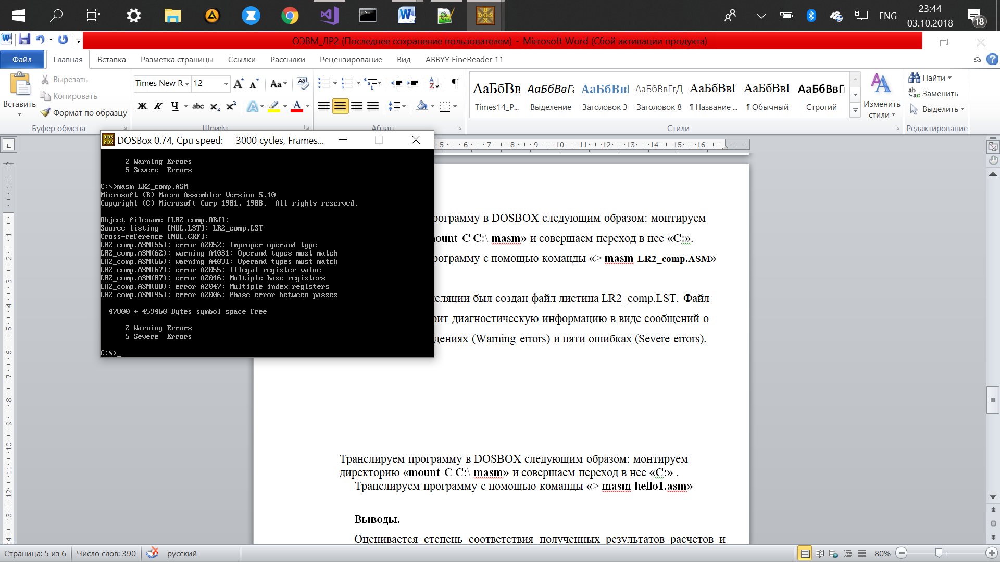 ENG
23:44
03.10.2018
18
ОЭВМ_ЛР2 (Последнее сохранение пользователем) - Microsoft Word (Сбой активации продукта)
Файл Главная Вставка Разметка страницы Ссылки Рассылки Рецензирование Вид ABBYY FineReader 11
Вставить
Вырезать
Копировать
Формат по образцу
Буфер обмена
Times New R 12
Шрифт
Абзац
АаБбВв АаБбВвГг АаБбВвІ АаБбВвГгД АаБбВвГ АаБбВвГ АаБбВвГг
Times14_Р... Выделение Заголовок 3 Заголовок 8 ¶ Название ... ¶ Обычный Строгий
Стили
Изменить
стили
Найти
Заменить
Выделить
Редактирование
DOSBox 0.74, Cpu speed: 3000 cycles, Frames...
2 Warning Errors
5 Severe  Errors
C:\>masm LR2_comp.ASM
Microsoft (R) Macro Assembler Version 5.10
Copyright (C) Microsoft Corp 1981, 1988.  All rights reserved.
Object filename [LR2_comp.OBJ]:
Source listing  [NUL.LST]: LR2_comp.LST
Cross-reference [NUL.CRF]:
LR2_comp.ASM(55): error A2052: Improper operand type
LR2_comp.ASM(62): warning A4031: Operand types must match
LR2_comp.ASM(66): warning A4031: Operand types must match
LR2_comp.ASM(67): error A2055: Illegal register value
LR2_comp.ASM(87): error A2046: Multiple base registers
LR2_comp.ASM(88): error A2047: Multiple index registers
LR2_comp.ASM(95): error A2006: Phase error between passes
47800 + 459460 Bytes symbol space free
2 Warning Errors
5 Severe  Errors
C:\>_
рограмму в DOSBOX следующим образом: монтируем
ount C C:\ masm» и совершаем переход в нее «C:».
рограмму с помощью команды «> masm LR2_comp.ASM»
сляции был создан файл листина LR2_comp.LST. Файл
оит диагностическую информацию в виде сообщений о
дениях (Warning errors) и пяти ошибках (Severe errors).
Транслируем программу в DOSBOX следующим образом: монтируем
директорию «mount C C:\ masm» и совершаем переход в нее «C:» .
Транслируем программу с помощью команды «> masm hello1.asm»
Выводы.
Оценивается степень соответствия полученных результатов расчетов и
Страница: 5 из 6 Число слов: 390 русский 80%